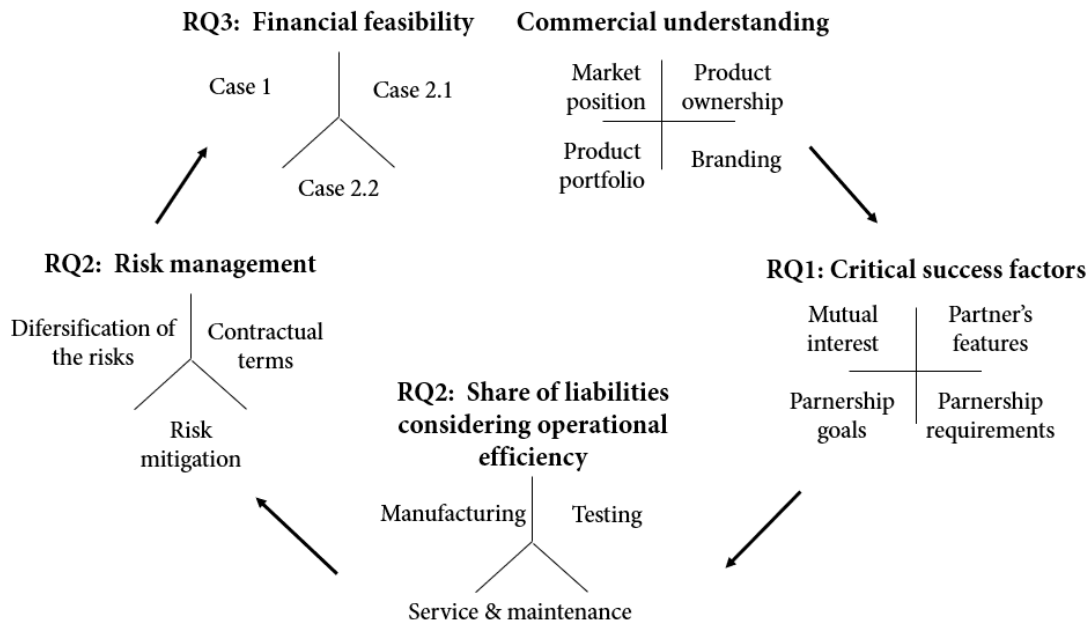 RQ3: Financial feasibility
Case 1
Case 2.1
Case 2.2
Commercial understanding
Market
position
Product
ownership
Product
portfolio
Branding
RQ1: Critical success factors
Mutual
interest
Partner's
features
Parnership
goals
Parnership
requirements
RQ2: Share of liabilities
considering operational
efficiency
Manufacturing
Testing
Service & maintenance
RQ2: Risk management
Difersification of
the risks
Contractual
terms
Risk
mitigation